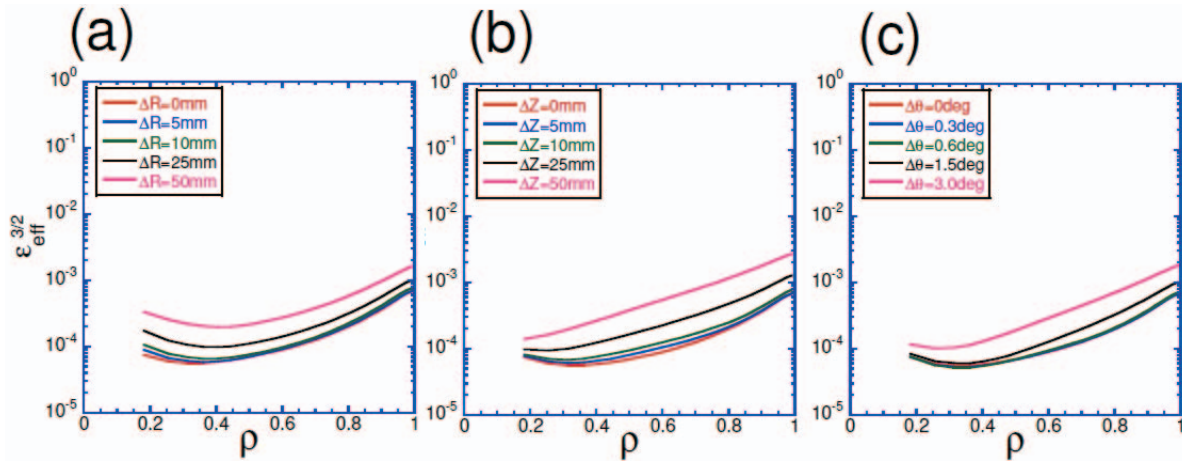 (a)
10^0
10^-1
10^-2
10^-3
10^-4
10^-5
ε_eff^3/2
ΔR=0mm
ΔR=5mm
ΔR=10mm
ΔR=25mm
ΔR=50mm
0 0.2 0.4 0.6 0.8 1
ρ
(b)
10^0
10^-1
10^-2
10^-3
10^-4
10^-5
ΔZ=0mm
ΔZ=5mm
ΔZ=10mm
ΔZ=25mm
ΔZ=50mm
0 0.2 0.4 0.6 0.8 1
ρ
(c)
10^0
10^-1
10^-2
10^-3
10^-4
10^-5
Δθ=0deg
Δθ=0.3deg
Δθ=0.6deg
Δθ=1.5deg
Δθ=3.0deg
0 0.2 0.4 0.6 0.8 1
ρ